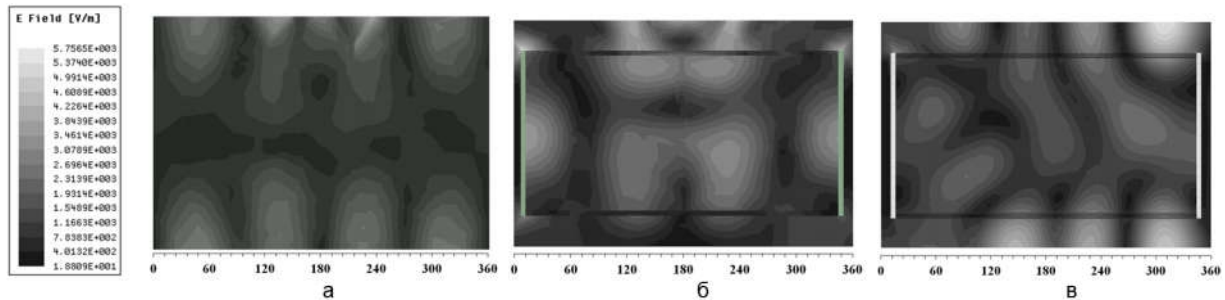 E Field [V/m]
5.7565E+003
5.3740E+003
4.9914E+003
4.6089E+003
4.2264E+003
3.8439E+003
3.4614E+003
3.0789E+003
2.6964E+003
2.3139E+003
1.9314E+003
1.5489E+003
1.1663E+003
7.8383E+002
4.0132E+002
1.8809E+001
0 60 120 180 240 300 360
а
0 60 120 180 240 300 360
б
0 60 120 180 240 300 360
в